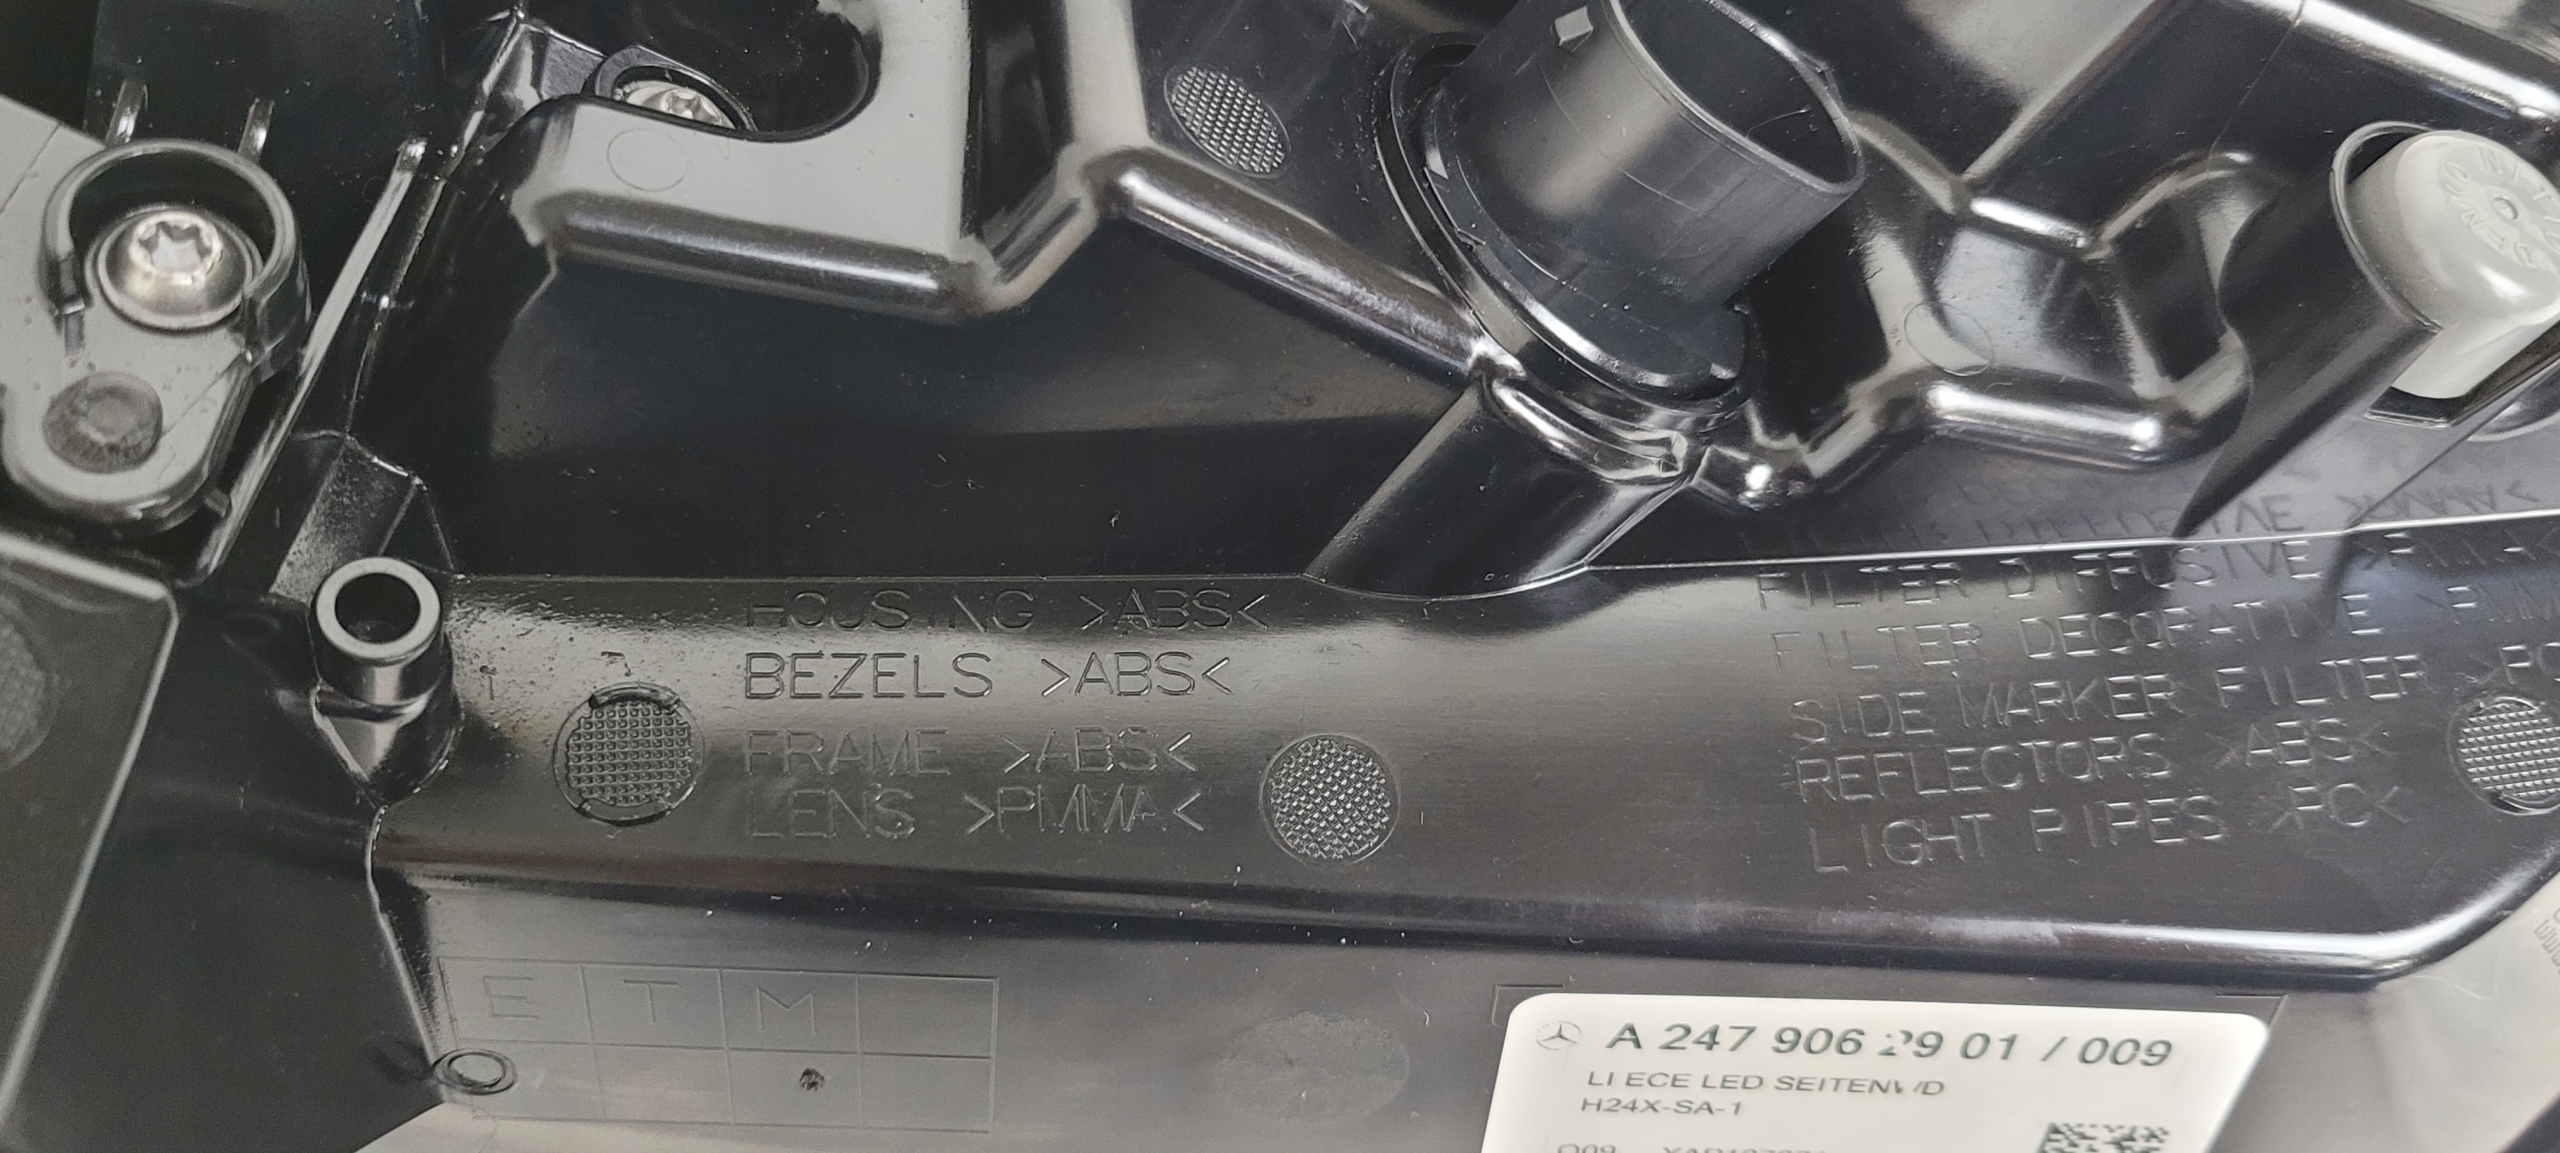 HOUSING >ABS<
BEZELS >ABS<
FRAME >ABS<
LENS >PMMA<
FILTER DIFFUSIVE
FILTER DECORATIVE
SIDE MARKER FILTER >PC
REFLECTORS >ABS<
LIGHT PIPES >PC<
E T M
A 247 906 29 01 / 009
LI ECE LED
H24X-SA-1